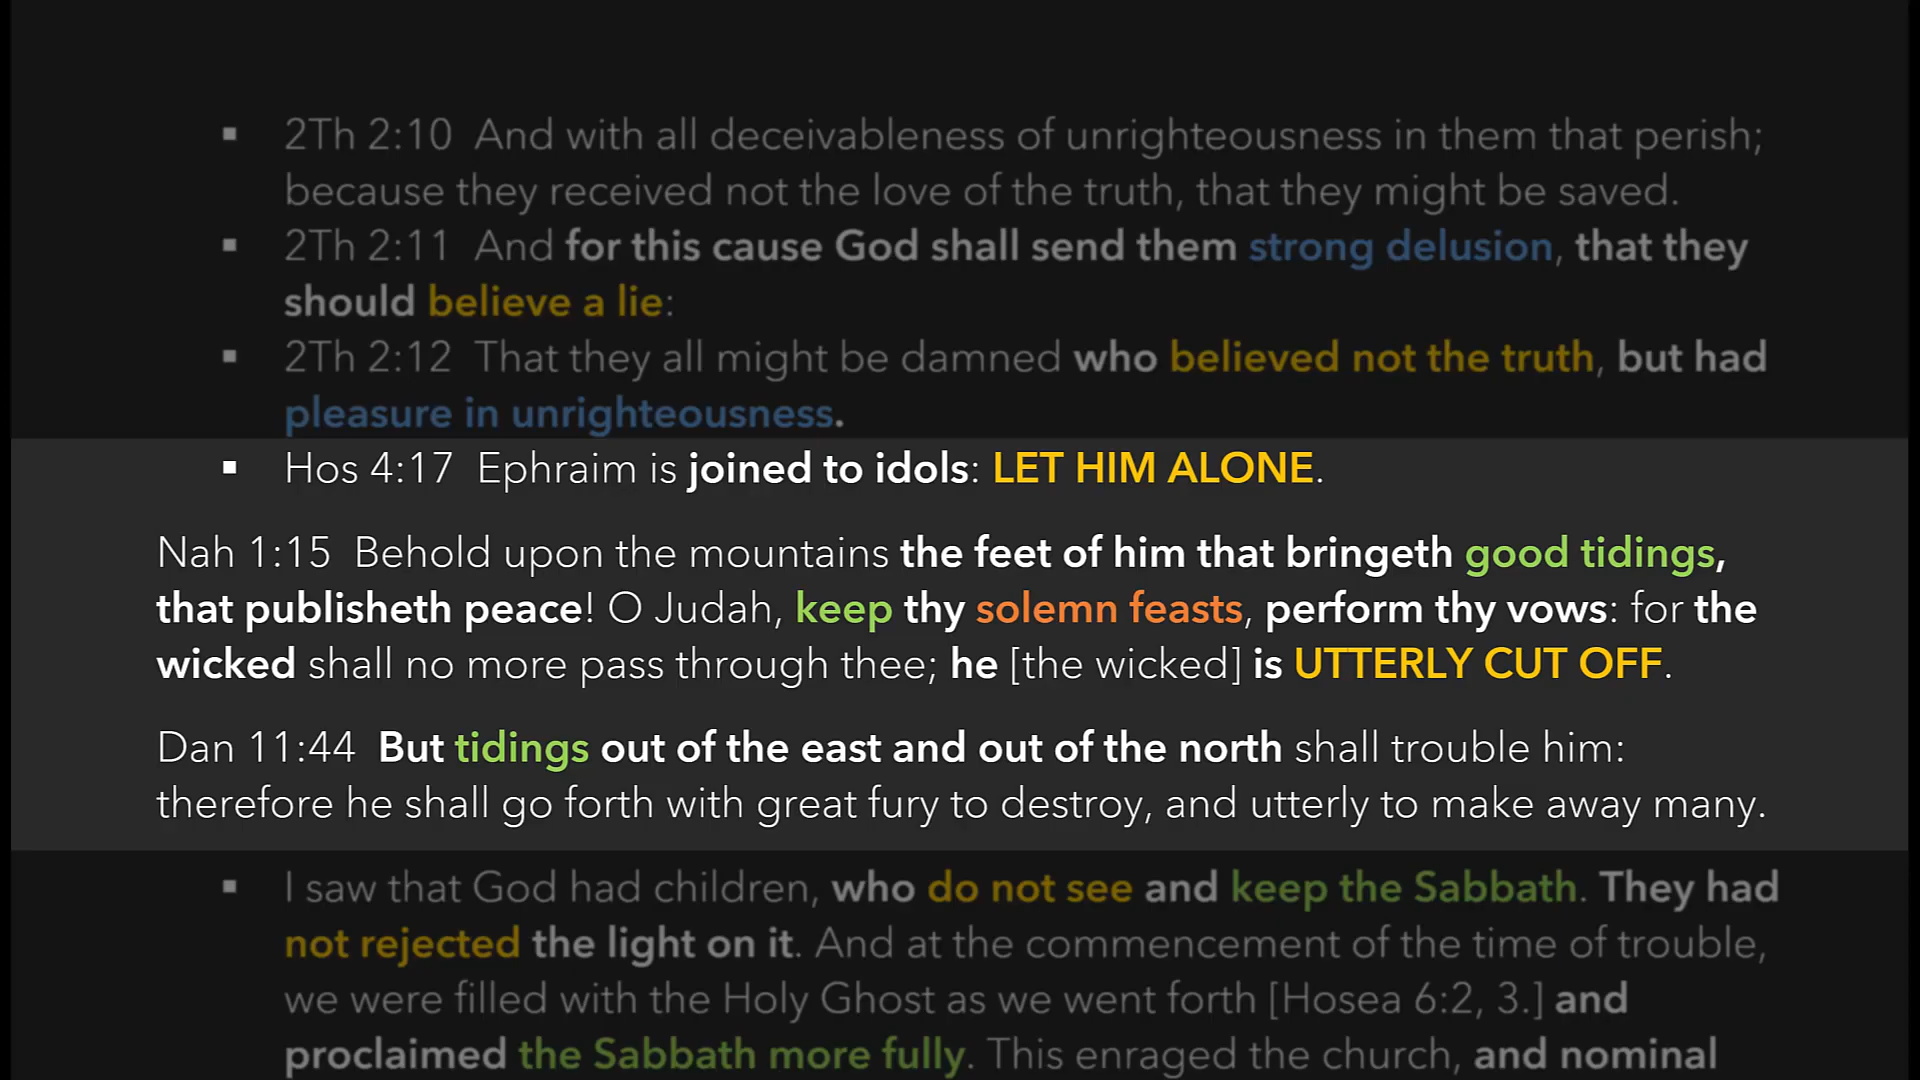 ▪ 2Th 2:10 And with all deceivableness of unrighteousness in them that perish;
because they received not the love of the truth, that they might be saved.
▪ 2Th 2:11 And for this cause God shall send them strong delusion, that they
should believe a lie:
▪ 2Th 2:12 That they all might be damned who believed not the truth, but had
pleasure in unrighteousness.
▪ Hos 4:17 Ephraim is joined to idols: LET HIM ALONE.
Nah 1:15 Behold upon the mountains the feet of him that bringeth good tidings,
that publisheth peace! O Judah, keep thy solemn feasts, perform thy vows: for the
wicked shall no more pass through thee; he [the wicked] is UTTERLY CUT OFF.
Dan 11:44 But tidings out of the east and out of the north shall trouble him:
therefore he shall go forth with great fury to destroy, and utterly to make away many.
▪ I saw that God had children, who do not see and keep the Sabbath. They had
not rejected the light on it. And at the commencement of the time of trouble,
we were filled with the Holy Ghost as we went forth [Hosea 6:2, 3.] and
proclaimed the Sabbath more fully. This enraged the church, and nominal